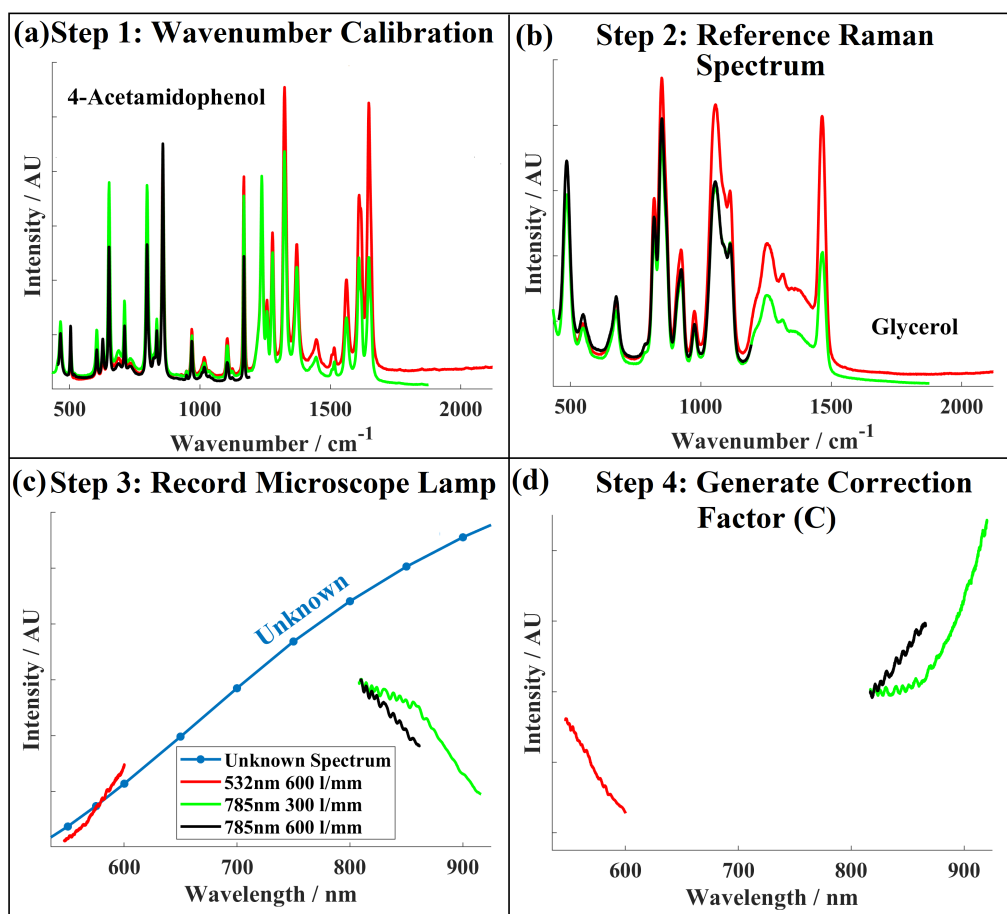 (a) Step 1: Wavenumber Calibration
4-Acetamidophenol
Intensity / AU
500 1000 1500 2000
Wavenumber / cm-1
(b) Step 2: Reference Raman
Spectrum
Intensity / AU
Glycerol
500 1000 1500 2000
Wavenumber / cm-1
(c) Step 3: Record Microscope Lamp
Unknown
Intensity / AU
Unknown Spectrum
532nm 600 l/mm
785nm 300 l/mm
785nm 600 l/mm
600 700 800 900
Wavelength / nm
(d) Step 4: Generate Correction
Factor (C)
Intensity / AU
600 700 800 900
Wavelength / nm